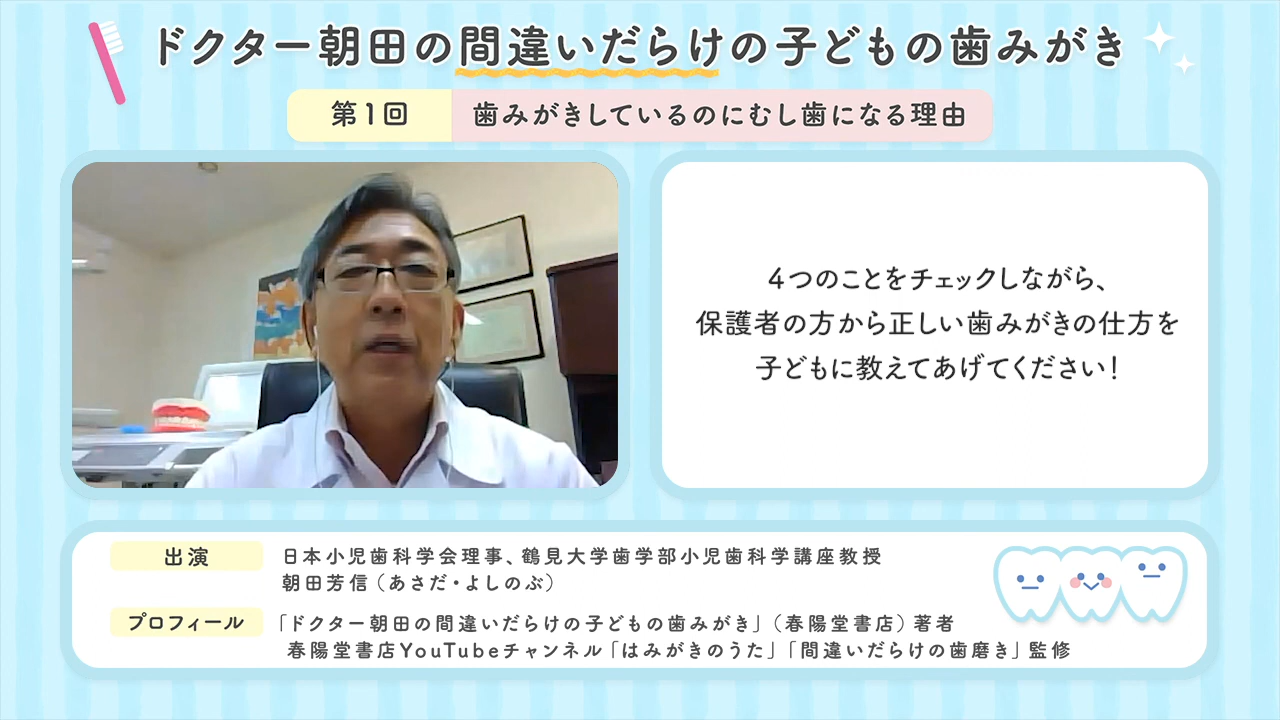 ドクター朝田の間違いだらけの子どもの歯みがき
第1回 歯みがきしているのにむし歯になる理由
4つのことをチェックしながら、
保護者の方から正しい歯みがきの仕方を
子どもに教えてあげてください！
出演 日本小児歯科学会理事、鶴見大学歯学部小児歯科学講座教授
朝田芳信（あさだ・よしのぶ）
プロフィール 「ドクター朝田の間違いだらけの子どもの歯みがき」（春陽堂書店）著者
春陽堂書店YouTubeチャンネル「はみがきのうた」「間違いだらけの歯磨き」監修